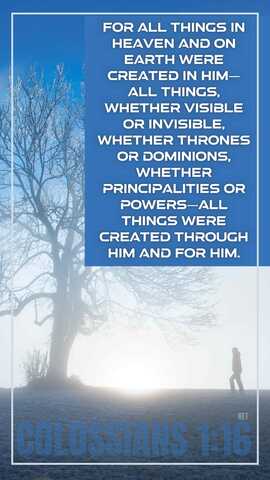 FOR ALL THINGS IN
HEAVEN AND ON
EARTH WERE
CREATED IN HIM—
ALL THINGS,
WHETHER VISIBLE
OR INVISIBLE,
WHETHER THRONES
OR DOMINIONS,
WHETHER
PRINCIPALITIES OR
POWERS—ALL
THINGS WERE
CREATED THROUGH
HIM AND FOR HIM.
NET
COLOSSIANS 1:16